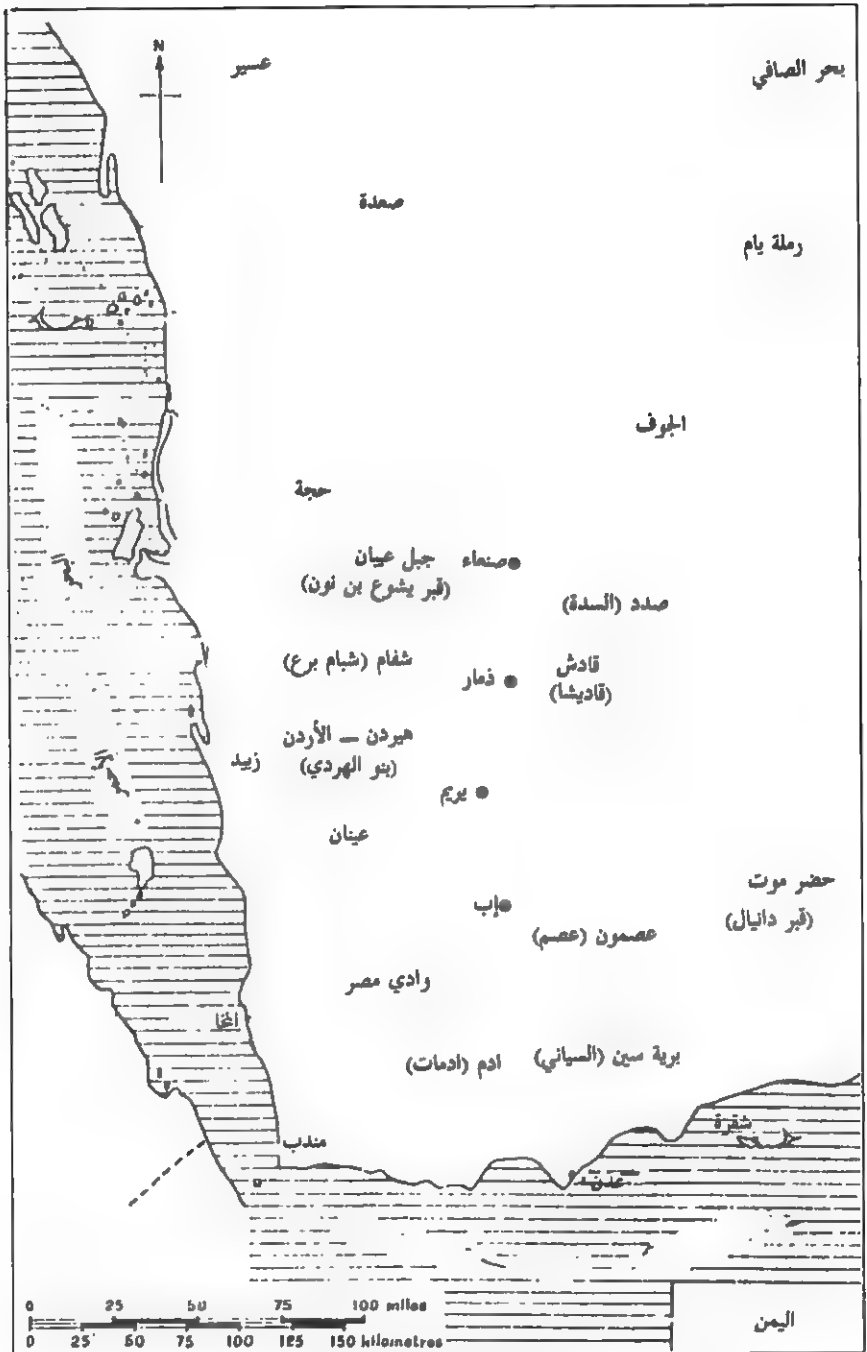 N
عسير
بحر الصافي
صعدة
رملة يام
الجوف
حجة
صنعاء
جبل عيبان
(قبر يشوع بن نون)
صدد (السدة)
شفام (شبام برع)
ذمار
قادش
(قاديشا)
هيردن — الأردن
(بنو الهردي)
زبيد
يريم
عينان
حضر موت
(قبر دانيال)
إب
عصمون (عصم)
وادي مصر
المخا
برية سين (السياني)
ادم (ادمات)
شقرة
مندب
عدن
0 25 50 75 100 miles
0 25 50 75 100 125 150 kilometres
اليمن